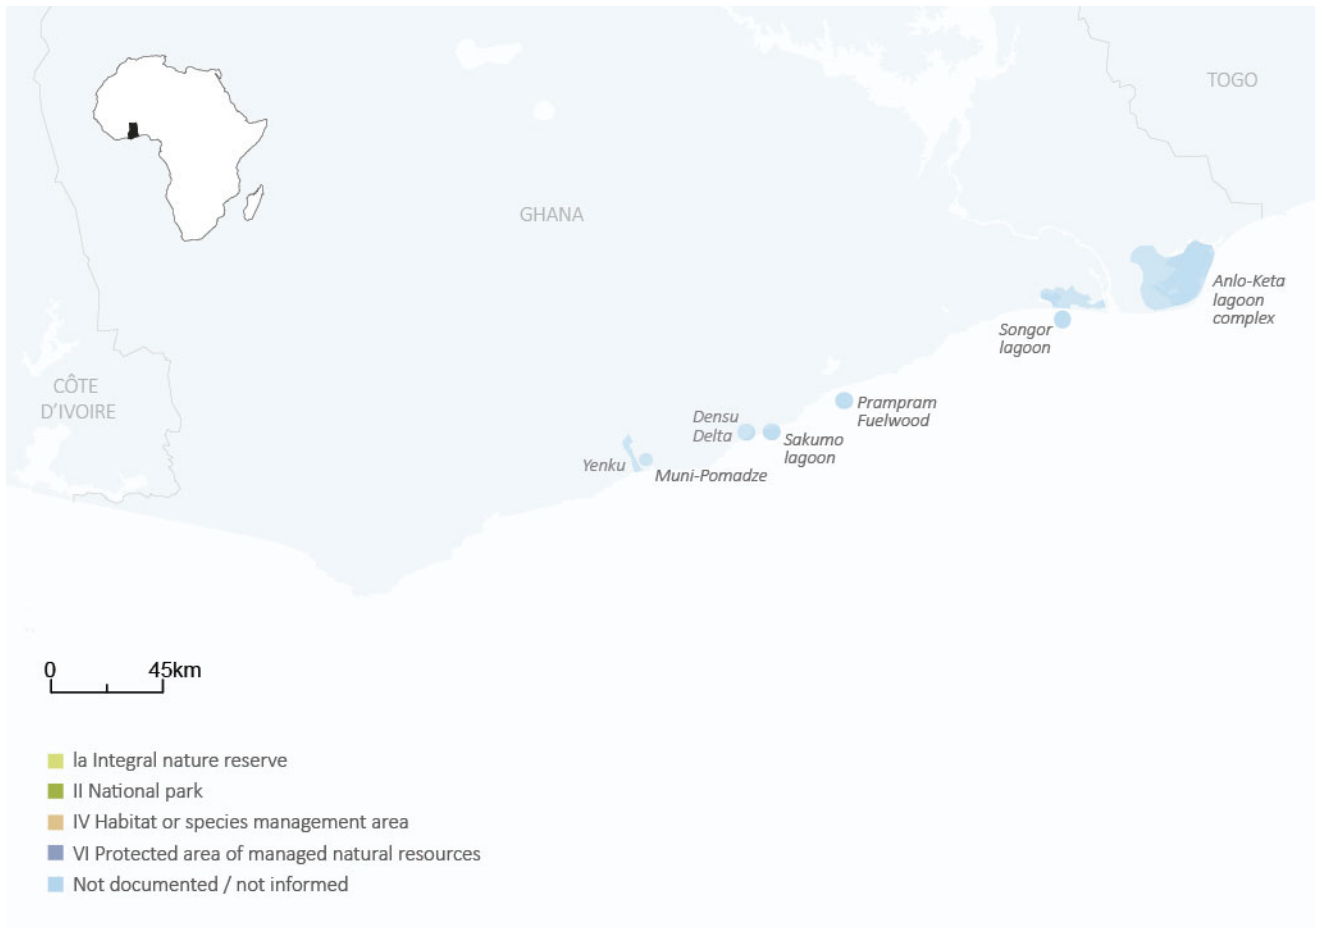 TOGO
GHANA
Anlo-Keta
lagoon
complex
Songor
lagoon
CÔTE
D'IVOIRE
Prampram
Fuelwood
Densu
Delta
Sakumo
lagoon
Yenku
Muni-Pomadze
0 45km
la Integral nature reserve
II National park
IV Habitat or species management area
VI Protected area of managed natural resources
Not documented / not informed